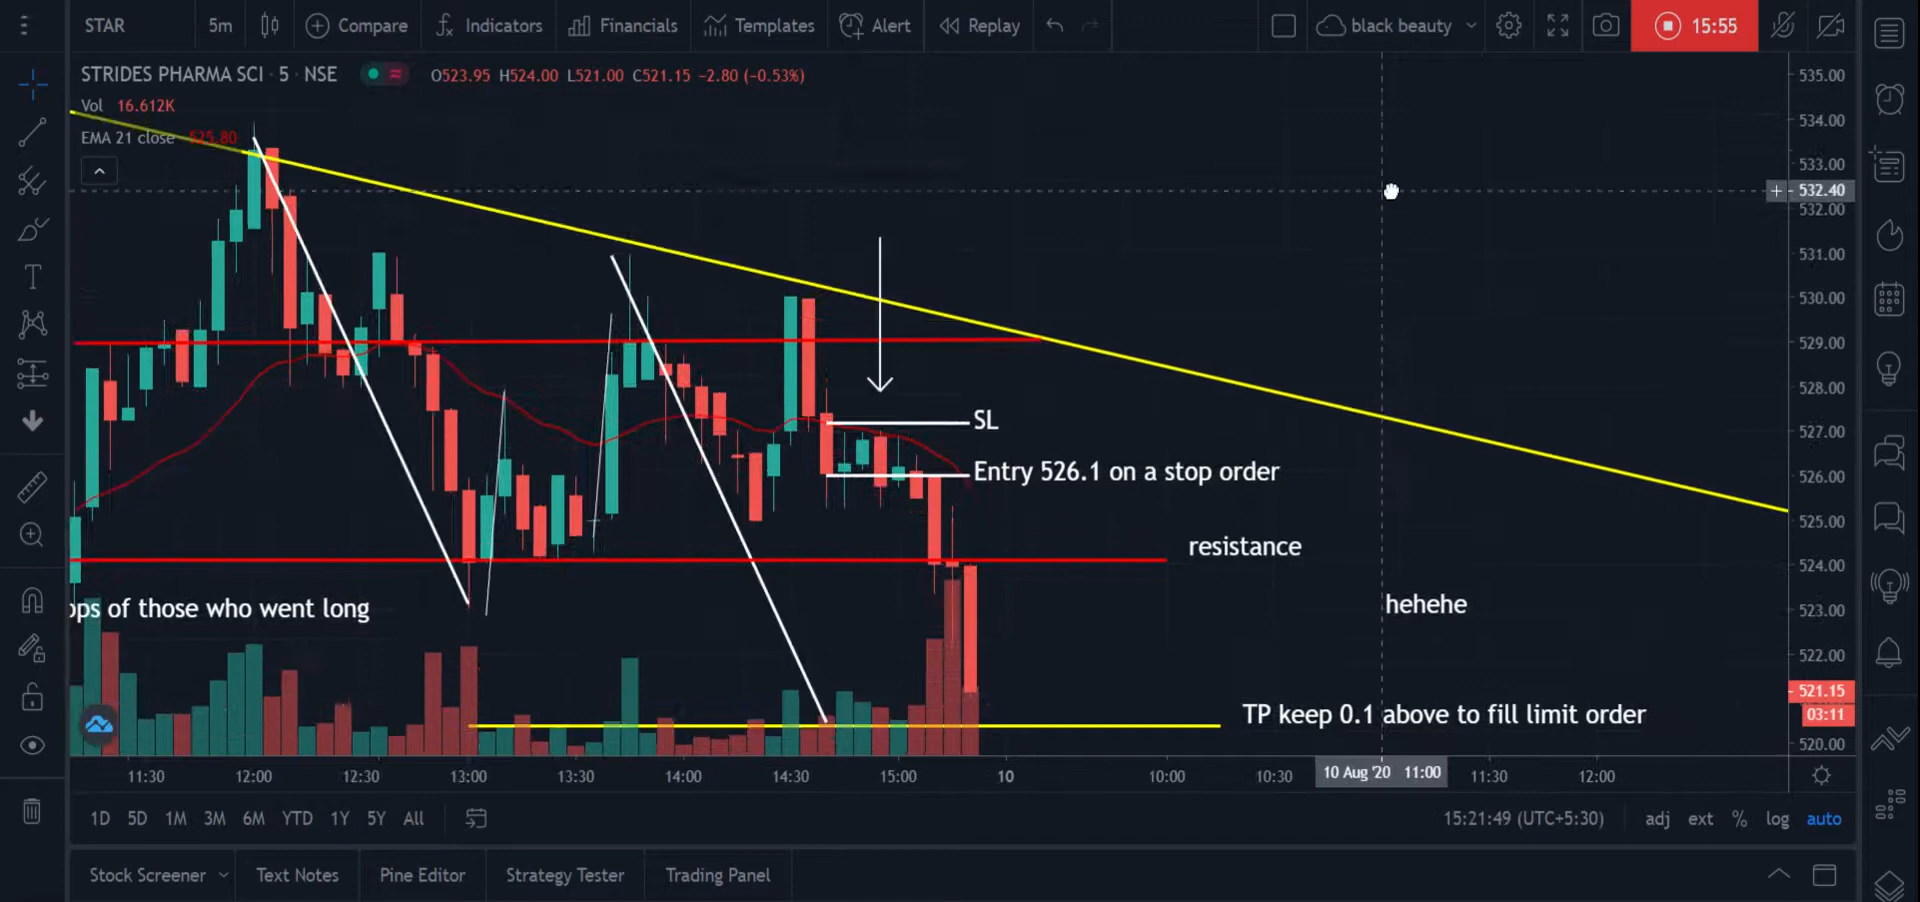 STAR 5m Compare Indicators Financials Templates Alert Replay black beauty 15:55
STRIDES PHARMA SCI · 5 · NSE O523.95 H524.00 L521.00 C521.15 −2.80 (−0.53%)
Vol 16.612K
EMA 21 close 525.80
535.00
534.00
533.00
532.40
532.00
531.00
530.00
529.00
528.00
SL
527.00
Entry 526.1 on a stop order
526.00
525.00
resistance
524.00
ops of those who went long
hehehe
523.00
522.00
521.15
TP keep 0.1 above to fill limit order
03:11
520.00
11:30 12:00 12:30 13:00 13:30 14:00 14:30 15:00 10 10:00 10:30 10 Aug '20 11:00 11:30 12:00
1D 5D 1M 3M 6M YTD 1Y 5Y All 15:21:49 (UTC+5:30) adj ext % log auto
Stock Screener Text Notes Pine Editor Strategy Tester Trading Panel